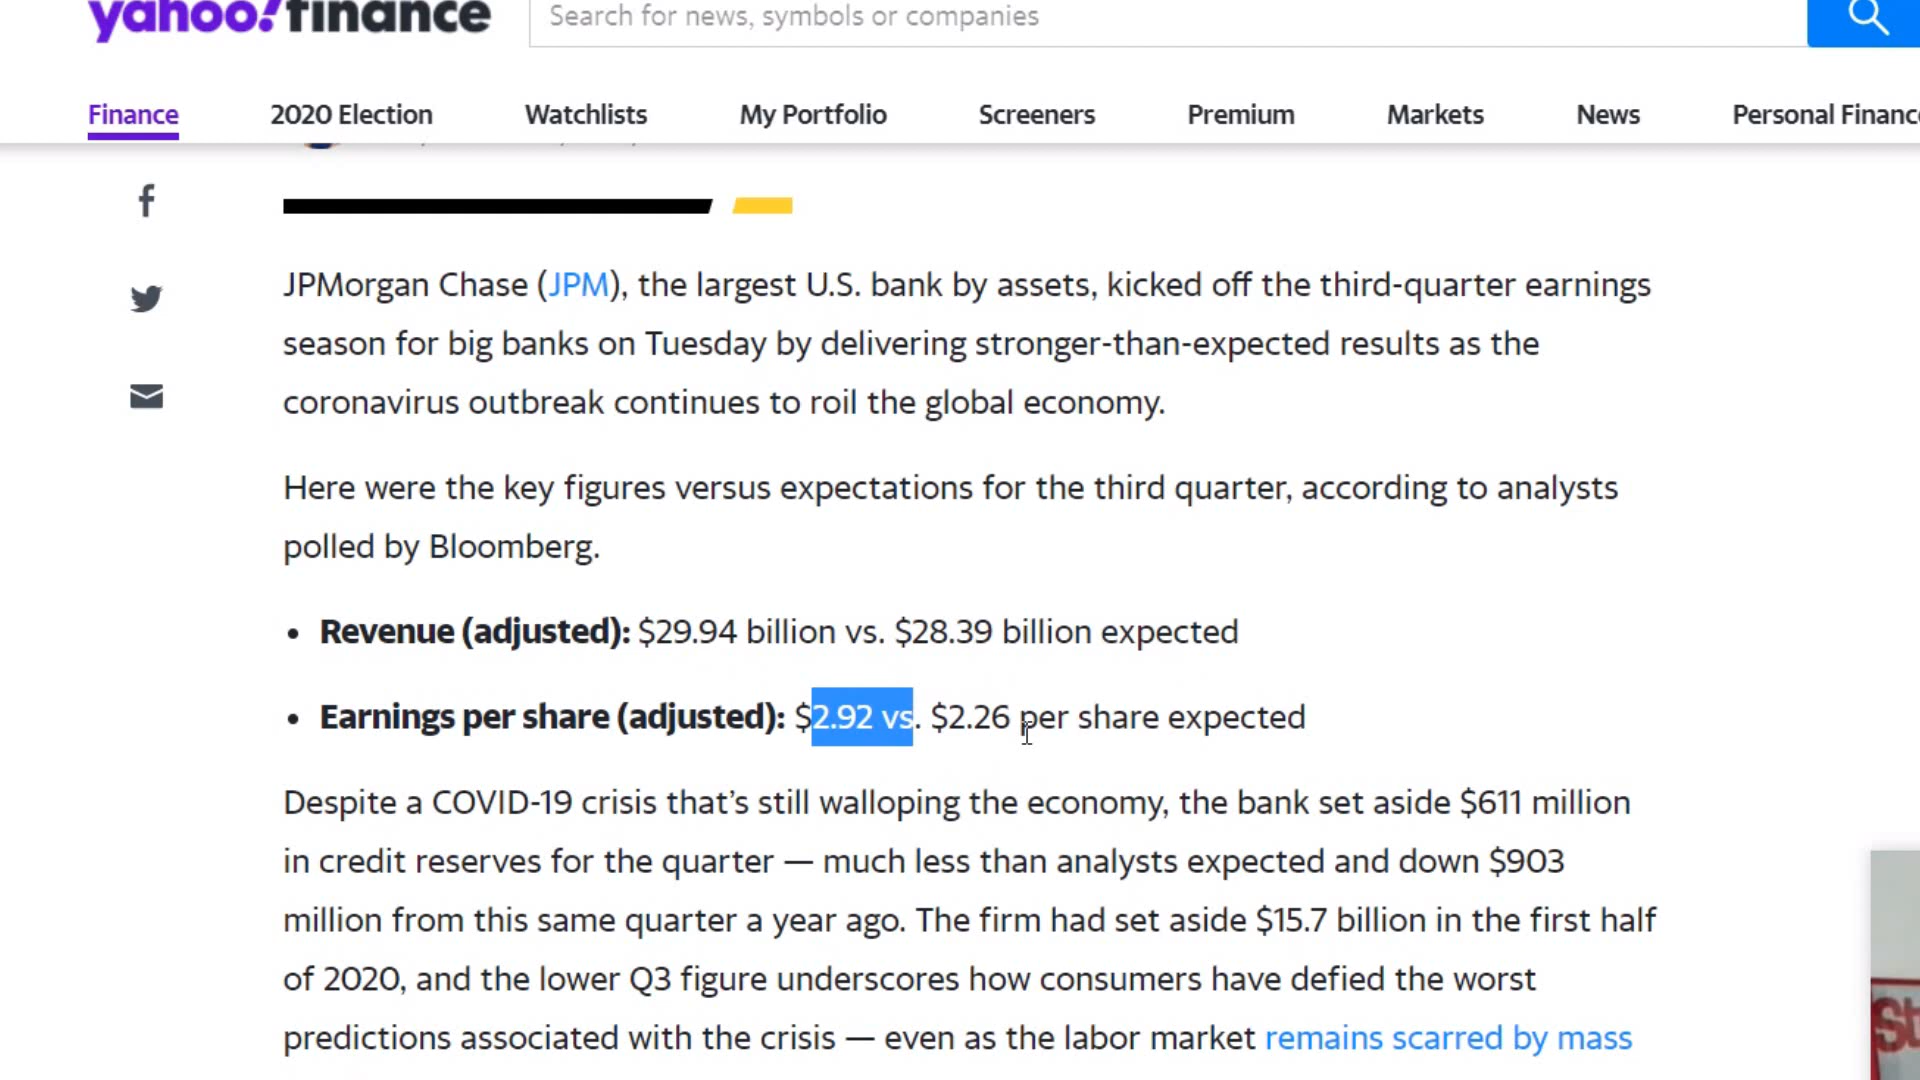 yahoo!finance
Search for news, symbols or companies
Finance 2020 Election Watchlists My Portfolio Screeners Premium Markets News Personal Finance
JPMorgan Chase (JPM), the largest U.S. bank by assets, kicked off the third-quarter earnings
season for big banks on Tuesday by delivering stronger-than-expected results as the
coronavirus outbreak continues to roil the global economy.
Here were the key figures versus expectations for the third quarter, according to analysts
polled by Bloomberg.
• Revenue (adjusted): $29.94 billion vs. $28.39 billion expected
• Earnings per share (adjusted): $2.92 vs. $2.26 per share expected
Despite a COVID-19 crisis that’s still walloping the economy, the bank set aside $611 million
in credit reserves for the quarter — much less than analysts expected and down $903
million from this same quarter a year ago. The firm had set aside $15.7 billion in the first half
of 2020, and the lower Q3 figure underscores how consumers have defied the worst
predictions associated with the crisis — even as the labor market remains scarred by mass
St